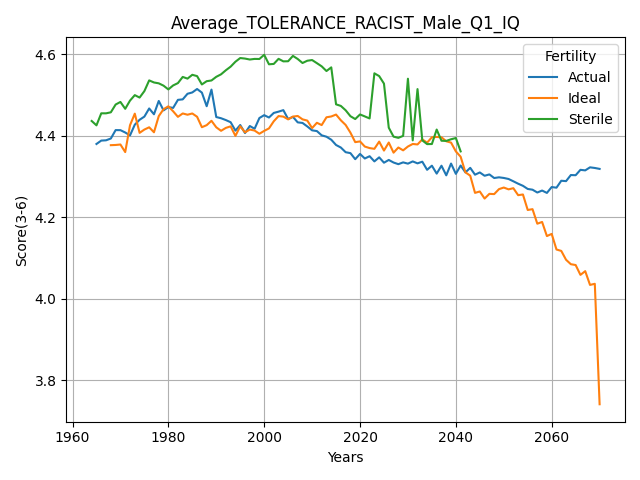 Average_TOLERANCE_RACIST_Male_Q1_IQ
Fertility
Actual
Ideal
Sterile
Score(3-6)
4.6
4.4
4.2
4.0
3.8
1960 1980 2000 2020 2040 2060
Years